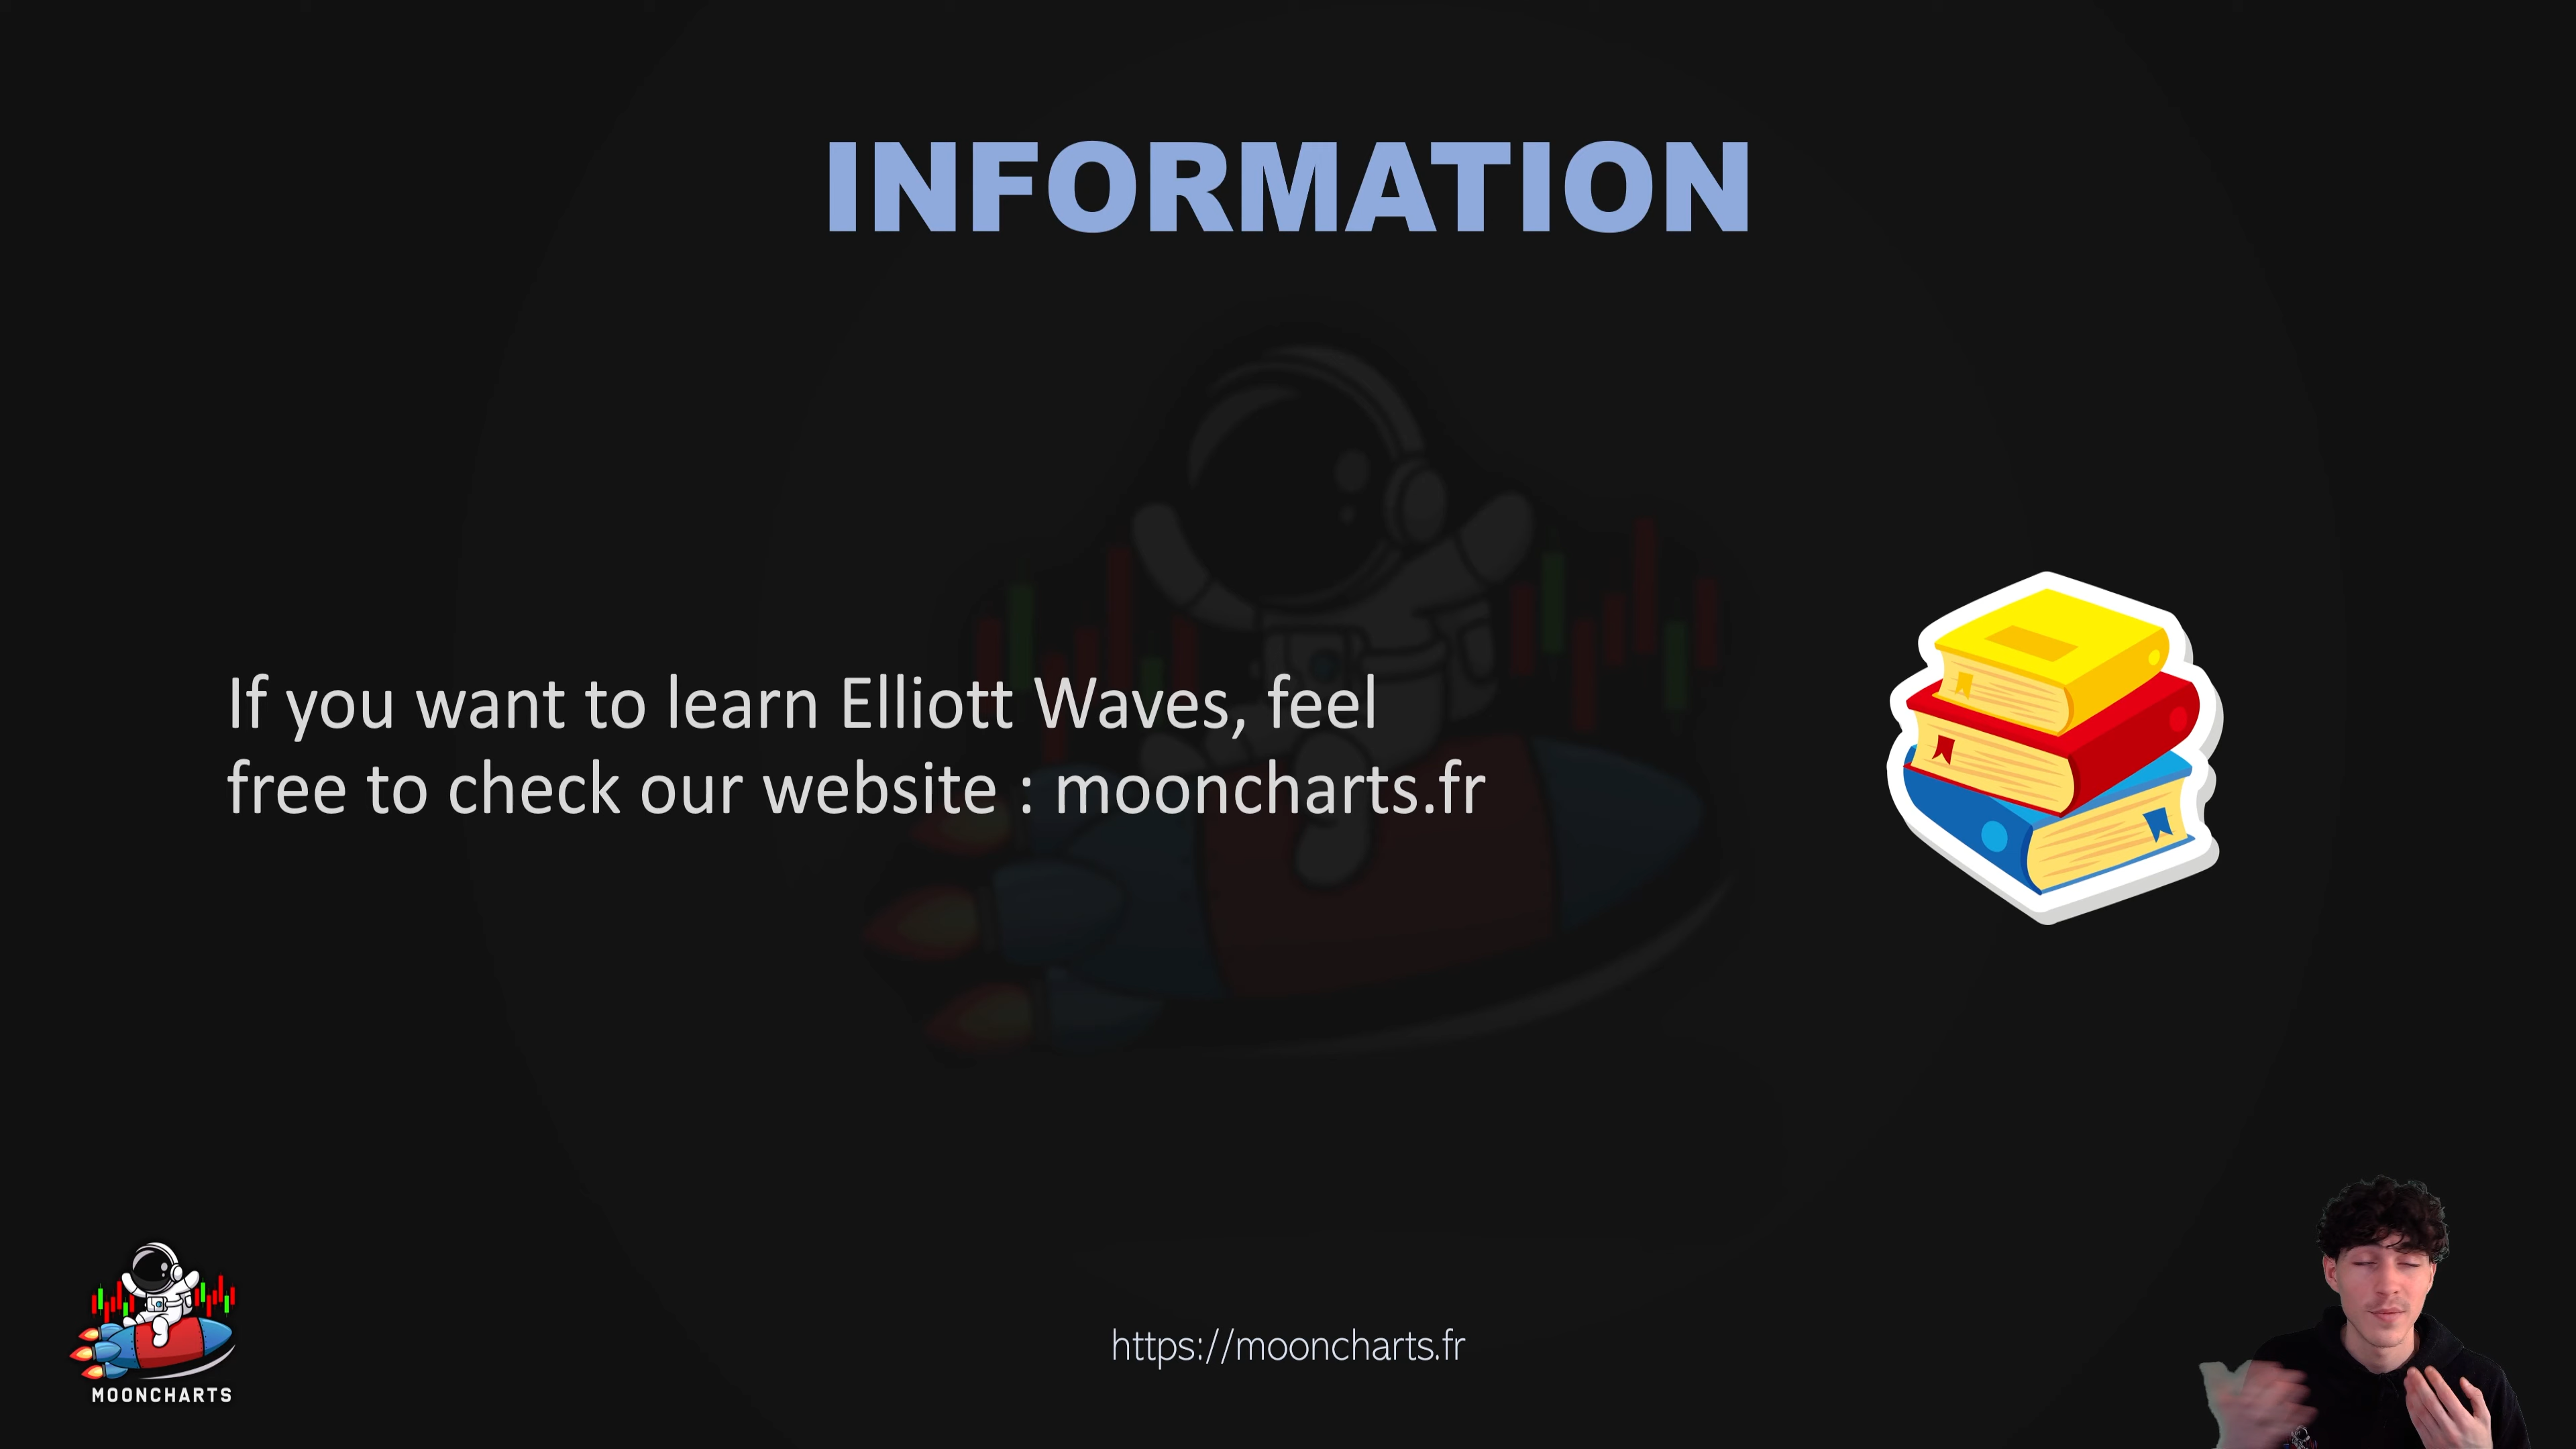 INFORMATION
If you want to learn Elliott Waves, feel
free to check our website : mooncharts.fr
https://mooncharts.fr
MOONCHARTS